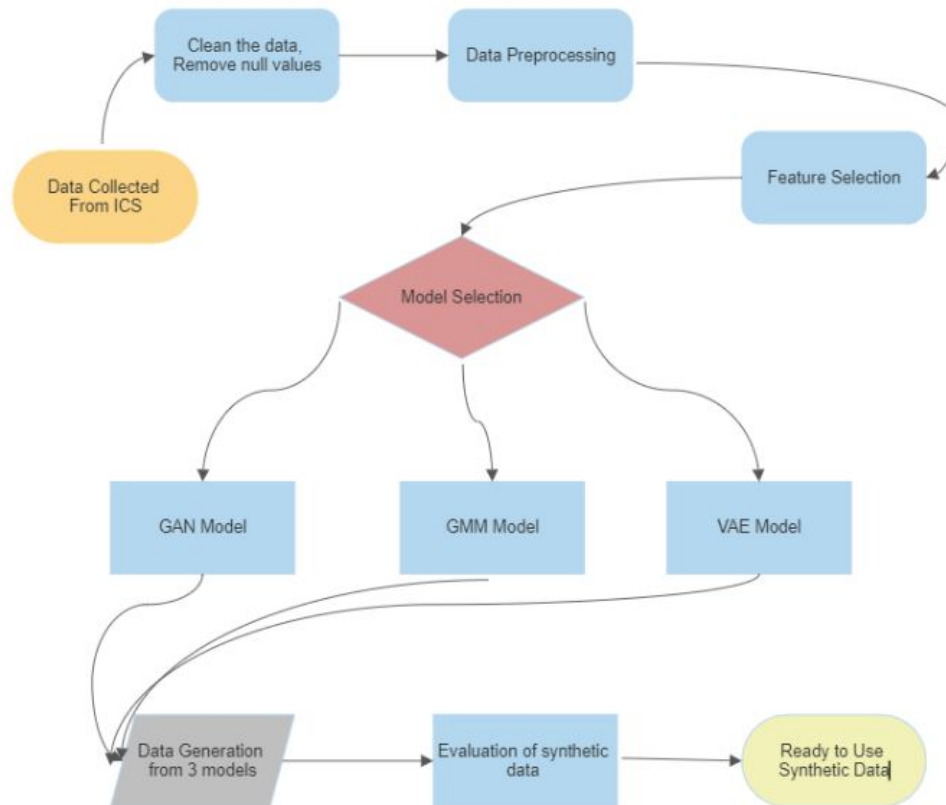 Clean the data,
Remove null values
Data Preprocessing
Data Collected
From ICS
Feature Selection
Model Selection
GAN Model
GMM Model
VAE Model
Data Generation
from 3 models
Evaluation of synthetic
data
Ready to Use
Synthetic Data